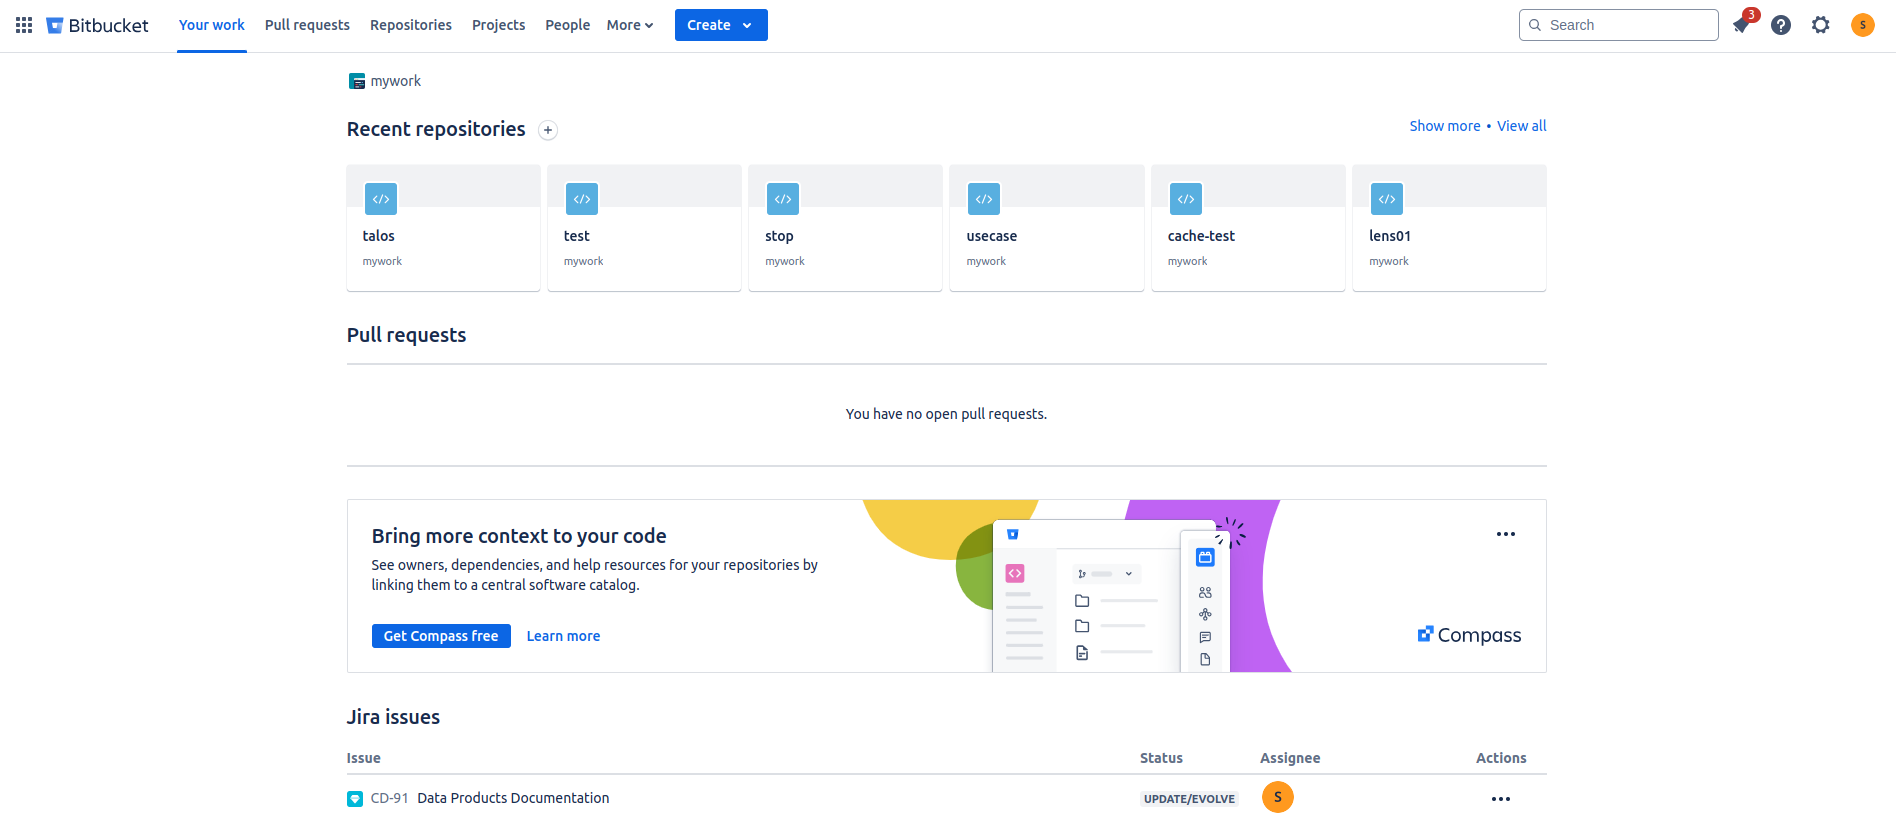 Bitbucket Your work Pull requests Repositories Projects People More Create Search 3 S
mywork
Recent repositories Show more • View all
talos test stop usecase cache-test lens01
mywork mywork mywork mywork mywork mywork
Pull requests
You have no open pull requests.
Bring more context to your code
See owners, dependencies, and help resources for your repositories by
linking them to a central software catalog.
Get Compass free Learn more
Compass
Jira issues
Issue Status Assignee Actions
CD-91 Data Products Documentation UPDATE/EVOLVE S